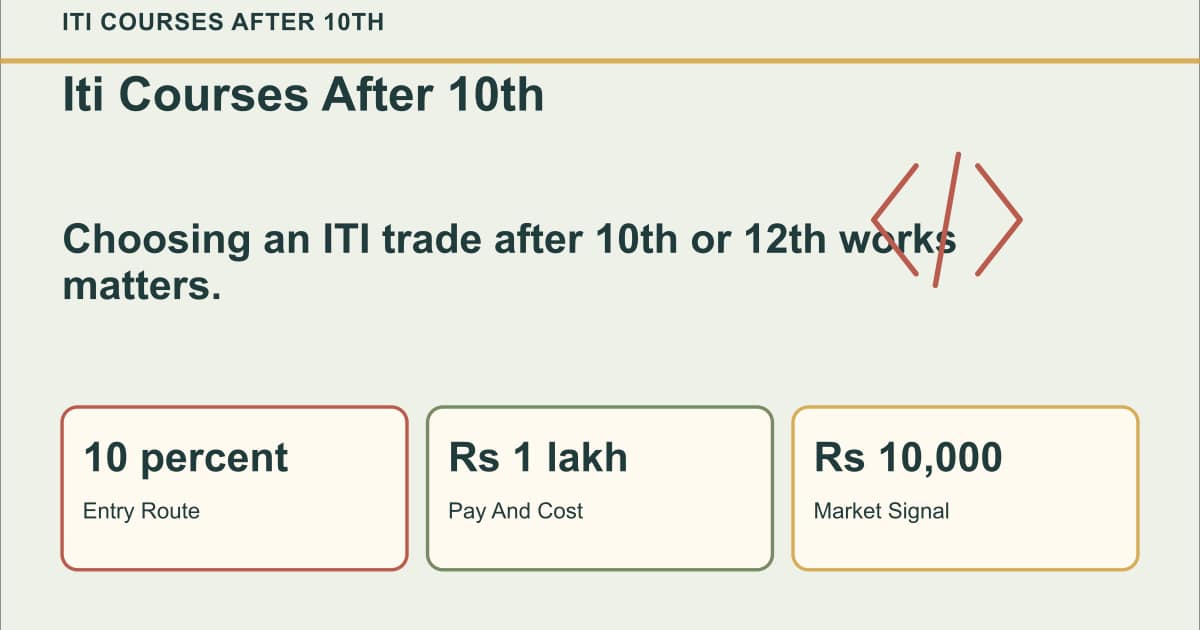 ITI COURSES AFTER 10TH
Iti Courses After 10th
Choosing an ITI trade after 10th or 12th works
matters.
10 percent
Entry Route
Rs 1 lakh
Pay And Cost
Rs 10,000
Market Signal